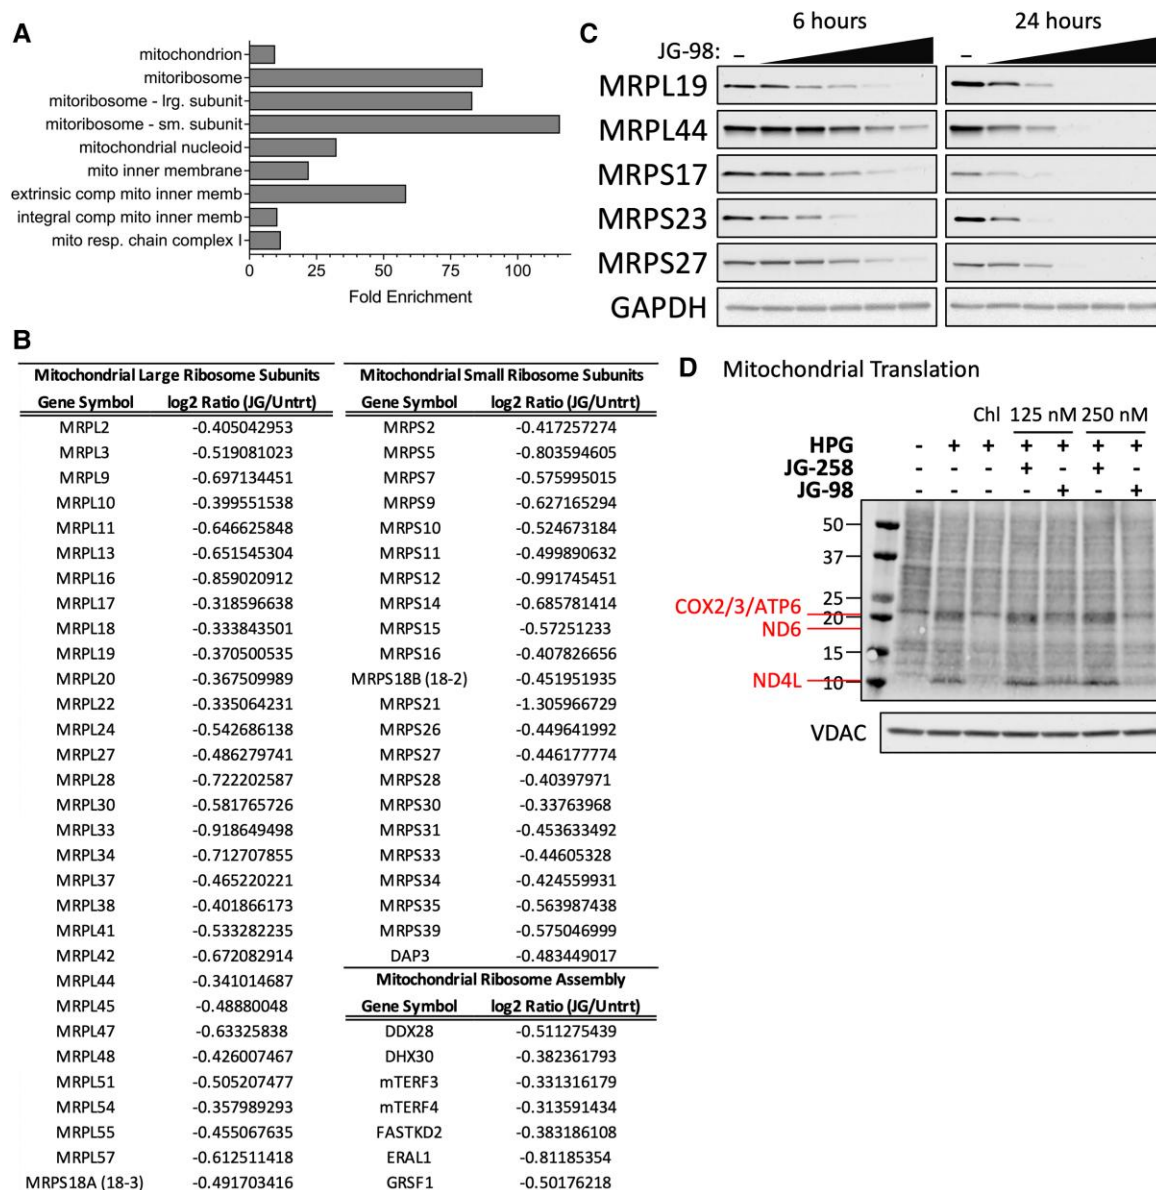 A
mitochondrion
mitoribosome
mitoribosome - lrg. subunit
mitoribosome - sm. subunit
mitochondrial nucleoid
mito inner membrane
extrinsic comp mito inner memb
integral comp mito inner memb
mito resp. chain complex I
0 25 50 75 100
Fold Enrichment
B
Mitochondrial Large Ribosome Subunits
Gene Symbol log2 Ratio (JG/Untrt)
MRPL2 -0.405042953
MRPL3 -0.519081023
MRPL9 -0.697134451
MRPL10 -0.399551538
MRPL11 -0.646625848
MRPL13 -0.651545304
MRPL16 -0.859020912
MRPL17 -0.318596638
MRPL18 -0.333843501
MRPL19 -0.370500535
MRPL20 -0.367509989
MRPL22 -0.335064231
MRPL24 -0.542686138
MRPL27 -0.486279741
MRPL28 -0.722202587
MRPL30 -0.581765726
MRPL33 -0.918649498
MRPL34 -0.712707855
MRPL37 -0.465220221
MRPL38 -0.401866173
MRPL41 -0.533282235
MRPL42 -0.672082914
MRPL44 -0.341014687
MRPL45 -0.48880048
MRPL47 -0.63325838
MRPL48 -0.426007467
MRPL51 -0.505207477
MRPL54 -0.357989293
MRPL55 -0.455067635
MRPL57 -0.612511418
MRPS18A (18-3) -0.491703416
Mitochondrial Small Ribosome Subunits
Gene Symbol log2 Ratio (JG/Untrt)
MRPS2 -0.417257274
MRPS5 -0.803594605
MRPS7 -0.575995015
MRPS9 -0.627165294
MRPS10 -0.524673184
MRPS11 -0.499890632
MRPS12 -0.991745451
MRPS14 -0.685781414
MRPS15 -0.57251233
MRPS16 -0.407826656
MRPS18B (18-2) -0.451951935
MRPS21 -1.305966729
MRPS26 -0.449641992
MRPS27 -0.446177774
MRPS28 -0.40397971
MRPS30 -0.33763968
MRPS31 -0.453633492
MRPS33 -0.44605328
MRPS34 -0.424559931
MRPS35 -0.563987438
MRPS39 -0.575046999
DAP3 -0.483449017
Mitochondrial Ribosome Assembly
Gene Symbol log2 Ratio (JG/Untrt)
DDX28 -0.511275439
DHX30 -0.382361793
mTERF3 -0.331316179
mTERF4 -0.313591434
FASTKD2 -0.383186108
ERAL1 -0.81185354
GRSF1 -0.50176218
C
6 hours 24 hours
JG-98: – –
MRPL19
MRPL44
MRPS17
MRPS23
MRPS27
GAPDH
D Mitochondrial Translation
Chl 125 nM 250 nM
HPG - + + + + + +
JG-258 - - - + - + -
JG-98 - - - - + - +
50
37
25
COX2/3/ATP6 20
ND6
15
ND4L 10
VDAC